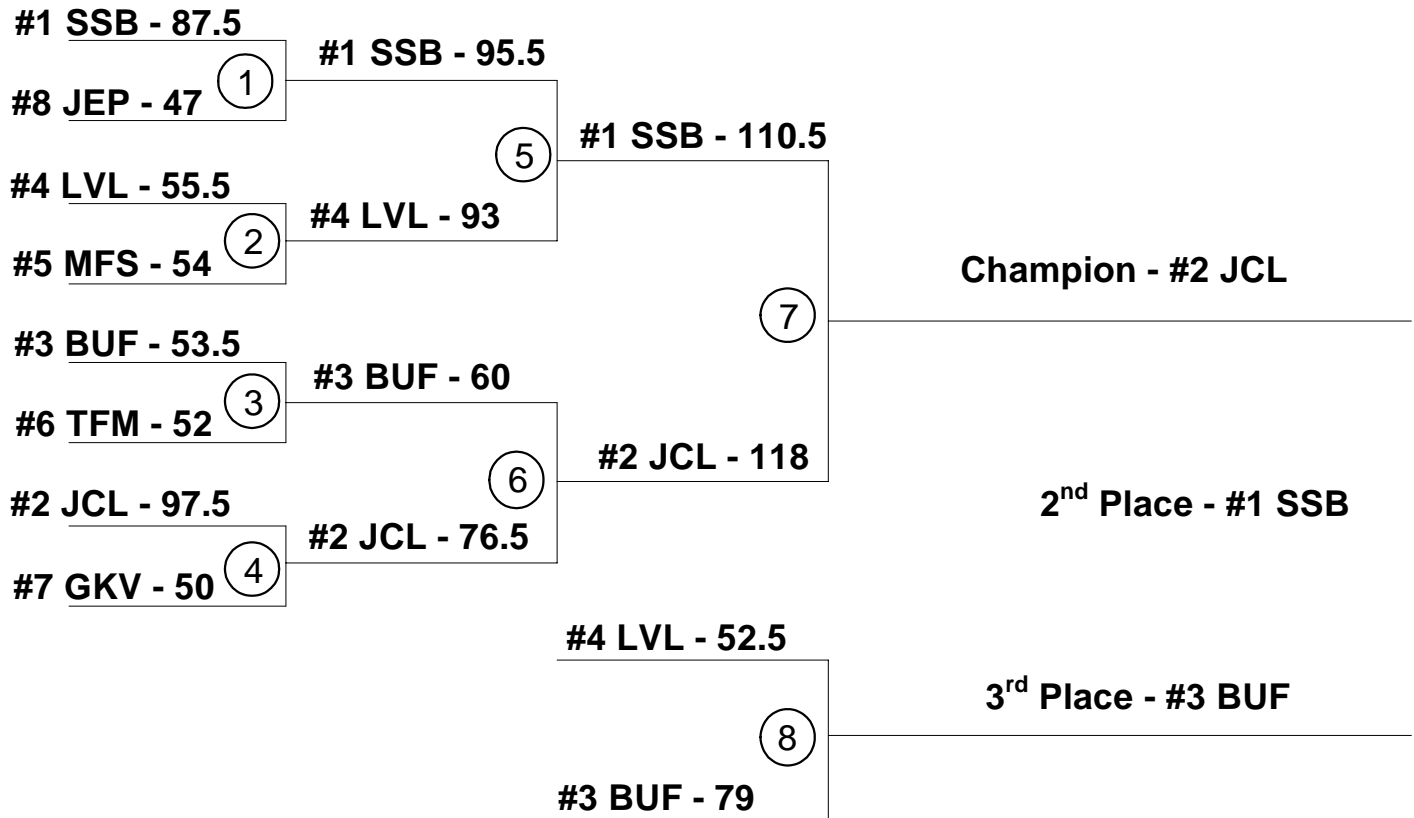 #1 SSB - 87.5
1
#8 JEP - 47
#1 SSB - 95.5
#4 LVL - 55.5
2
#5 MFS - 54
#4 LVL - 93
5
#1 SSB - 110.5
#3 BUF - 53.5
3
#6 TFM - 52
#3 BUF - 60
#2 JCL - 97.5
4
#7 GKV - 50
#2 JCL - 76.5
6
#2 JCL - 118
7
Champion - #2 JCL
2nd Place - #1 SSB
#4 LVL - 52.5
8
#3 BUF - 79
3rd Place - #3 BUF